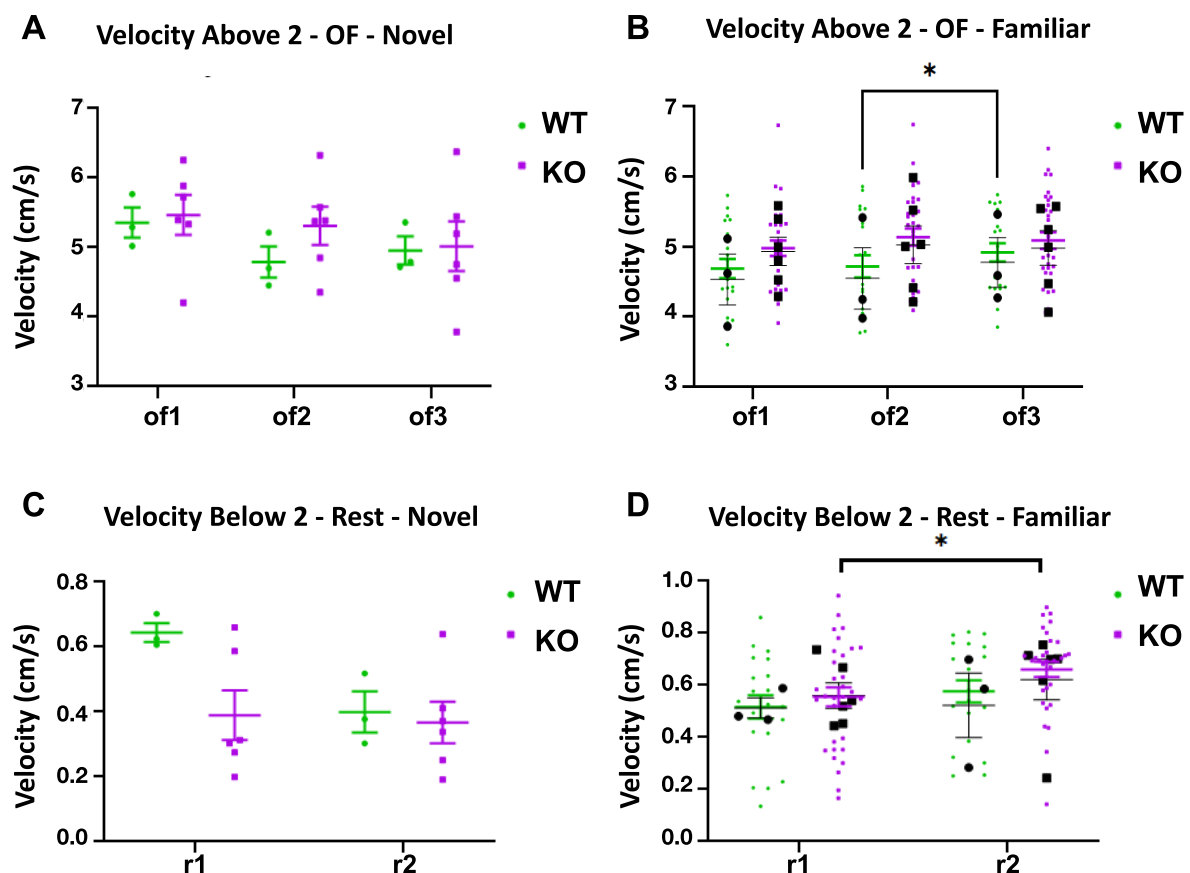 A
Velocity Above 2 - OF - Novel
Velocity (cm/s)
7
6
5
4
3
of1
of2
of3
WT
KO
B
Velocity Above 2 - OF - Familiar
*
Velocity (cm/s)
7
6
5
4
3
of1
of2
of3
WT
KO
C
Velocity Below 2 - Rest - Novel
Velocity (cm/s)
0.8
0.6
0.4
0.2
0.0
r1
r2
WT
KO
D
Velocity Below 2 - Rest - Familiar
*
Velocity (cm/s)
1.0
0.8
0.6
0.4
0.2
0.0
r1
r2
WT
KO